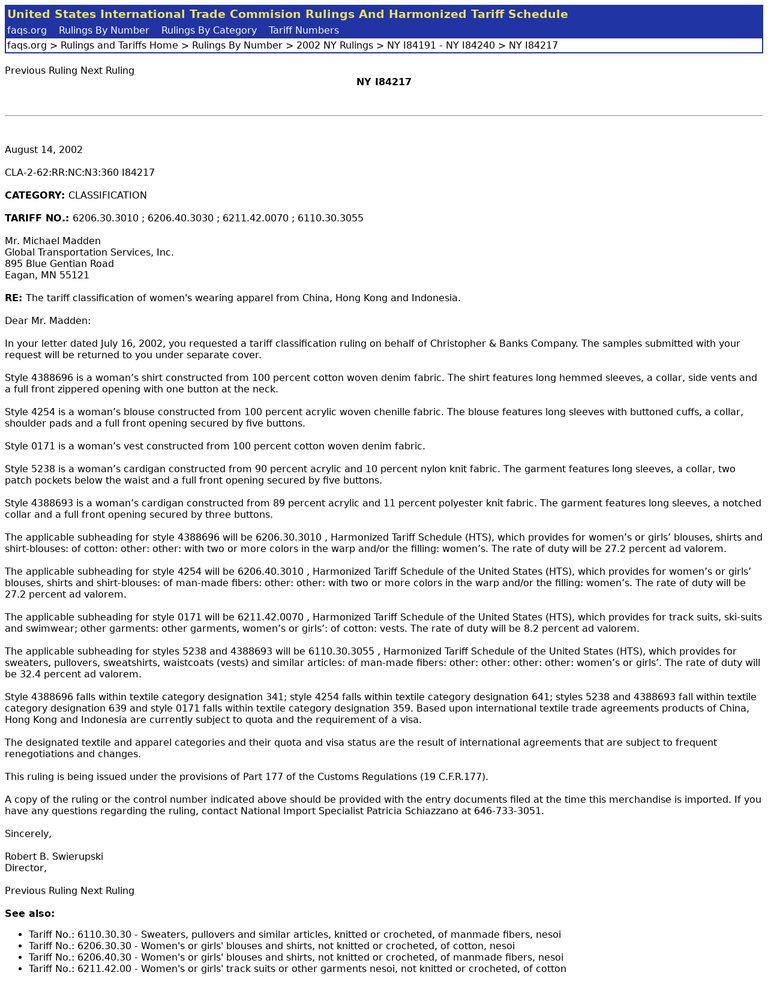 United States International Trade Commision Rulings And Harmonized Tariff Schedule
faqs.org Rulings By Number Rulings By Category Tariff Numbers
faqs.org > Rulings and Tariffs Home > Rulings By Number > 2002 NY Rulings > NY I84191 - NY I84240 > NY I84217
Previous Ruling Next Ruling
NY I84217
August 14, 2002
CLA-2-62:RR:NC:N3:360 I84217
CATEGORY: CLASSIFICATION
TARIFF NO.: 6206.30.3010 ; 6206.40.3030 ; 6211.42.0070 ; 6110.30.3055
Mr. Michael Madden
Global Transportation Services, Inc.
895 Blue Gentian Road
Eagan, MN 55121
RE: The tariff classification of women's wearing apparel from China, Hong Kong and Indonesia.
Dear Mr. Madden:
In your letter dated July 16, 2002, you requested a tariff classification ruling on behalf of Christopher & Banks Company. The samples submitted with your
request will be returned to you under separate cover.
Style 4388696 is a woman’s shirt constructed from 100 percent cotton woven denim fabric. The shirt features long hemmed sleeves, a collar, side vents and
a full front zippered opening with one button at the neck.
Style 4254 is a woman’s blouse constructed from 100 percent acrylic woven chenille fabric. The blouse features long sleeves with buttoned cuffs, a collar,
shoulder pads and a full front opening secured by five buttons.
Style 0171 is a woman’s vest constructed from 100 percent cotton woven denim fabric.
Style 5238 is a woman’s cardigan constructed from 90 percent acrylic and 10 percent nylon knit fabric. The garment features long sleeves, a collar, two
patch pockets below the waist and a full front opening secured by five buttons.
Style 4388693 is a woman’s cardigan constructed from 89 percent acrylic and 11 percent polyester knit fabric. The garment features long sleeves, a notched
collar and a full front opening secured by three buttons.
The applicable subheading for style 4388696 will be 6206.30.3010 , Harmonized Tariff Schedule (HTS), which provides for women’s or girls’ blouses, shirts and
shirt-blouses: of cotton: other: other: with two or more colors in the warp and/or the filling: women’s. The rate of duty will be 27.2 percent ad valorem.
The applicable subheading for style 4254 will be 6206.40.3010 , Harmonized Tariff Schedule of the United States (HTS), which provides for women’s or girls’
blouses, shirts and shirt-blouses: of man-made fibers: other: other: with two or more colors in the warp and/or the filling: women’s. The rate of duty will be
27.2 percent ad valorem.
The applicable subheading for style 0171 will be 6211.42.0070 , Harmonized Tariff Schedule of the United States (HTS), which provides for track suits, ski-suits
and swimwear; other garments: other garments, women’s or girls’: of cotton: vests. The rate of duty will be 8.2 percent ad valorem.
The applicable subheading for styles 5238 and 4388693 will be 6110.30.3055 , Harmonized Tariff Schedule of the United States (HTS), which provides for
sweaters, pullovers, sweatshirts, waistcoats (vests) and similar articles: of man-made fibers: other: other: other: other: women’s or girls’. The rate of duty will
be 32.4 percent ad valorem.
Style 4388696 falls within textile category designation 341; style 4254 falls within textile category designation 641; styles 5238 and 4388693 fall within textile
category designation 639 and style 0171 falls within textile category designation 359. Based upon international textile trade agreements products of China,
Hong Kong and Indonesia are currently subject to quota and the requirement of a visa.
The designated textile and apparel categories and their quota and visa status are the result of international agreements that are subject to frequent
renegotiations and changes.
This ruling is being issued under the provisions of Part 177 of the Customs Regulations (19 C.F.R.177).
A copy of the ruling or the control number indicated above should be provided with the entry documents filed at the time this merchandise is imported. If you
have any questions regarding the ruling, contact National Import Specialist Patricia Schiazzano at 646-733-3051.
Sincerely,
Robert B. Swierupski
Director,
Previous Ruling Next Ruling
See also:
• Tariff No.: 6110.30.30 - Sweaters, pullovers and similar articles, knitted or crocheted, of manmade fibers, nesoi
• Tariff No.: 6206.30.30 - Women's or girls' blouses and shirts, not knitted or crocheted, of cotton, nesoi
• Tariff No.: 6206.40.30 - Women's or girls' blouses and shirts, not knitted or crocheted, of manmade fibers, nesoi
• Tariff No.: 6211.42.00 - Women's or girls' track suits or other garments nesoi, not knitted or crocheted, of cotton